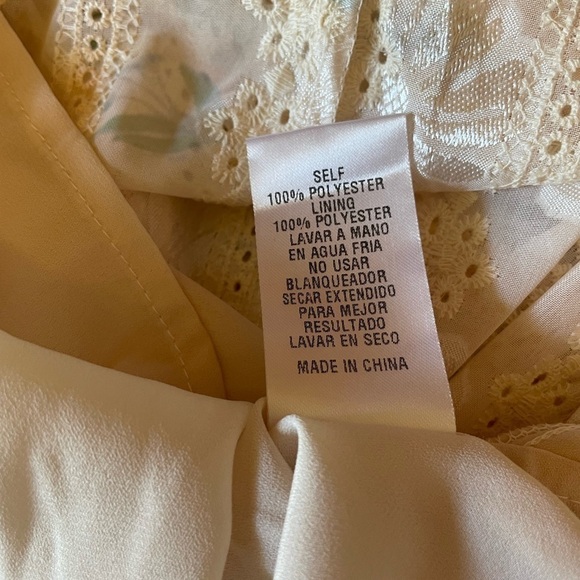 SELF
100% POLYESTER
LINING
100% POLYESTER
LAVAR A MANO
EN AGUA FRIA
NO USAR
BLANQUEADOR
SECAR EXTENDIDO
PARA MEJOR
RESULTADO
LAVAR EN SECO
MADE IN CHINA